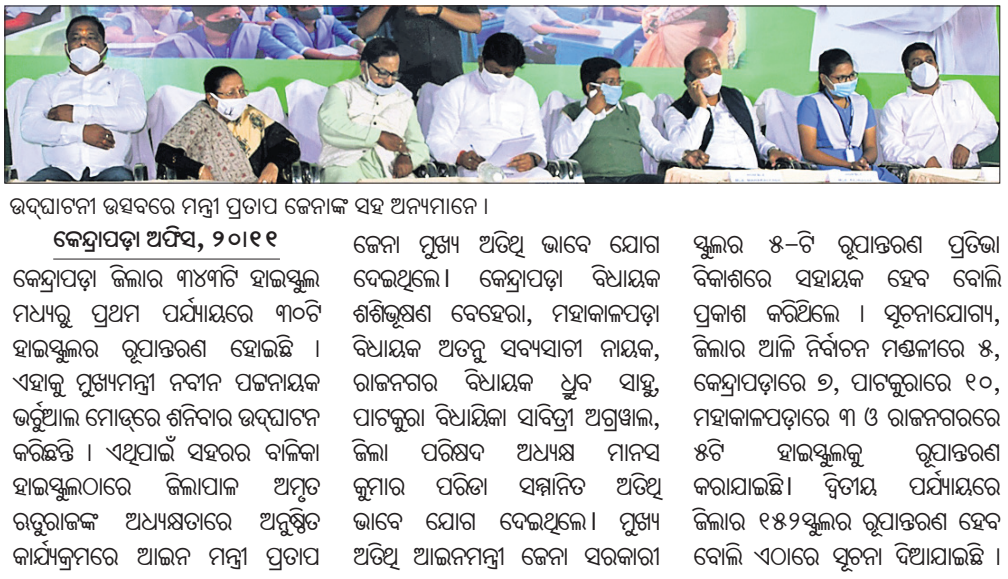 ଉଦ୍‌ଘାଟନୀ ଉତ୍ସବରେ ମନ୍ତ୍ରୀ ପ୍ରତାପ ଜେନାଙ୍କ ସହ ଅନ୍ୟମାନେ ।
କେନ୍ଦ୍ରାପଡ଼ା ଅଫିସ, ୨୦।୧୧
କେନ୍ଦ୍ରାପଡ଼ା ଜିଲାର ୩୪୩ଟି ହାଇସ୍କୁଲ
ମଧ୍ୟରୁ ପ୍ରଥମ ପର୍ଯ୍ୟାୟରେ ୩୦ଟି
ହାଇସ୍କୁଲର ରୂପାନ୍ତରଣ ହୋଇଛି ।
ଏହାକୁ ମୁଖ୍ୟମନ୍ତ୍ରୀ ନବୀନ ପଟ୍ଟନାୟକ
ଭର୍ଚୁଆଲ ମୋଡ୍‌ରେ ଶନିବାର ଉଦ୍‌ଘାଟନ
କରିଛନ୍ତି । ଏଥିପାଇଁ ସହରର ବାଳିକା
ହାଇସ୍କୁଲଠାରେ ଜିଲାପାଳ ଅମୃତ
ଋତୁରାଜଙ୍କ ଅଧ୍ୟକ୍ଷତାରେ ଅନୁଷ୍ଠିତ
କାର୍ଯ୍ୟକ୍ରମରେ ଆଇନ ମନ୍ତ୍ରୀ ପ୍ରତାପ
ଜେନା ମୁଖ୍ୟ ଅତିଥି ଭାବେ ଯୋଗ
ଦେଇଥିଲେ। କେନ୍ଦ୍ରାପଡ଼ା ବିଧାୟକ
ଶଶିଭୂଷଣ ବେହେରା, ମହାକାଳପଡ଼ା
ବିଧାୟକ ଅତନୁ ସବ୍ୟସାଚୀ ନାୟକ,
ରାଜନଗର ବିଧାୟକ ଧ୍ରୁବ ସାହୁ,
ପାଟକୁରା ବିଧାୟିକା ସାବିତ୍ରୀ ଅଗ୍ରୱାଲ,
ଜିଲା ପରିଷଦ ଅଧ୍ୟକ୍ଷ ମାନସ
କୁମାର ପରିଡା ସମ୍ମାନିତ ଅତିଥି
ଭାବେ ଯୋଗ ଦେଇଥିଲେ। ମୁଖ୍ୟ
ଅତିଥି ଆଇନମନ୍ତ୍ରୀ ଜେନା ସରକାରୀ
ସ୍କୁଲର ୫-ଟି ରୂପାନ୍ତରଣ ପ୍ରତିଭା
ବିକାଶରେ ସହାୟକ ହେବ ବୋଲି
ପ୍ରକାଶ କରିଥିଲେ । ସୂଚନାଯୋଗ୍ୟ,
ଜିଲାର ଆଳି ନିର୍ବାଚନ ମଣ୍ଡଳୀରେ ୫,
କେନ୍ଦ୍ରାପଡ଼ାରେ ୭, ପାଟକୁରାରେ ୧୦,
ମହାକାଳପଡ଼ାରେ ୩ ଓ ରାଜନଗରରେ
୫ଟି ହାଇସ୍କୁଲକୁ ରୂପାନ୍ତରଣ
କରାଯାଇଛି। ଦ୍ୱିତୀୟ ପର୍ଯ୍ୟାୟରେ
ଜିଲାର ୧୫୨ସ୍କୁଲର ରୂପାନ୍ତରଣ ହେବ
ବୋଲି ଏଠାରେ ସୂଚନା ଦିଆଯାଇଛି ।